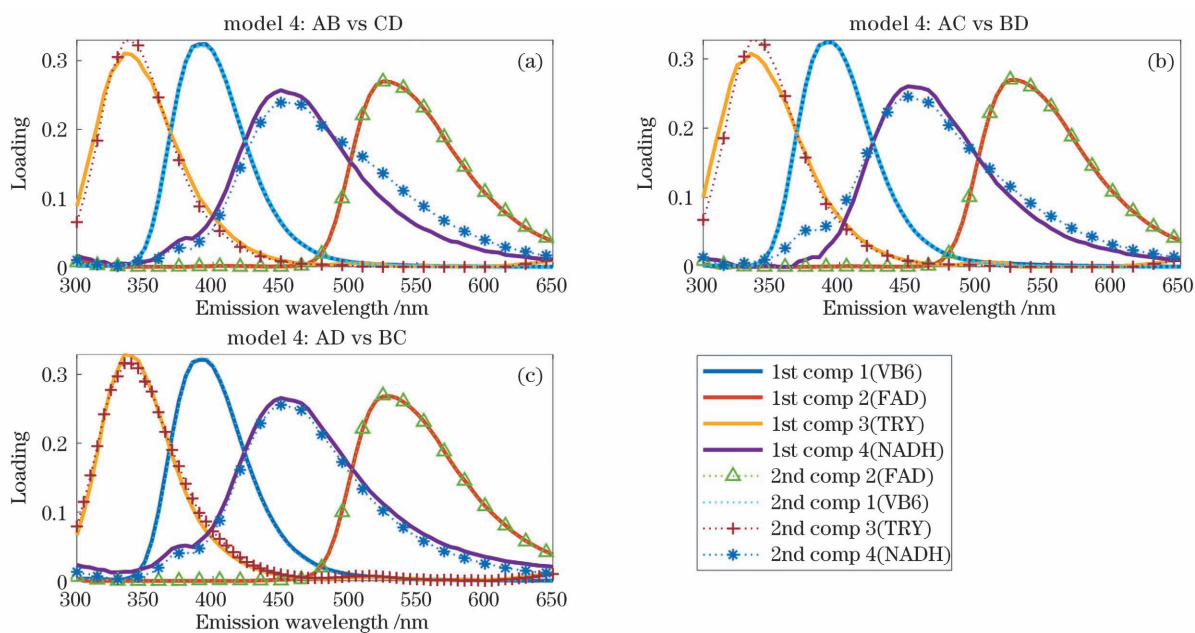 model 4: AB vs CD
(a)
0.3
0.2
0.1
0
Loading
300 350 400 450 500 550 600 650
Emission wavelength /nm
model 4: AC vs BD
(b)
0.3
0.2
0.1
0
Loading
300 350 400 450 500 550 600 650
Emission wavelength /nm
model 4: AD vs BC
(c)
0.3
0.2
0.1
0
Loading
300 350 400 450 500 550 600 650
Emission wavelength /nm
1st comp 1(VB6)
1st comp 2(FAD)
1st comp 3(TRY)
1st comp 4(NADH)
2nd comp 2(FAD)
2nd comp 1(VB6)
2nd comp 3(TRY)
2nd comp 4(NADH)